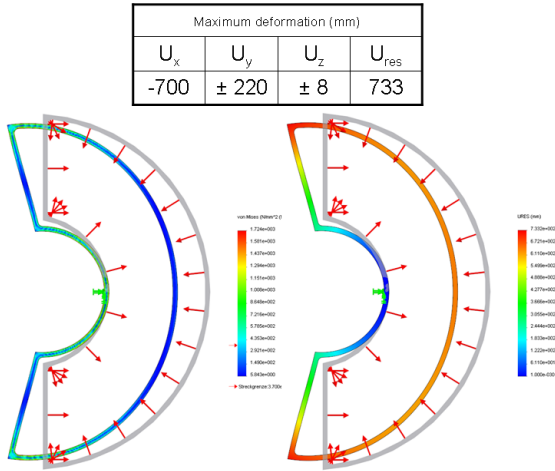 Maximum deformation (mm)
Ux Uy Uz Ures
-700 ± 220 ± 8 733
von Mises (N/mm^2 (
1.724e+003
1.581e+003
1.437e+003
1.294e+003
1.151e+003
1.008e+003
8.648e+002
7.216e+002
5.785e+002
4.353e+002
2.921e+002
1.490e+002
5.843e+000
Streckgrenze:3.700e
URES (mm)
7.332e+002
6.721e+002
6.110e+002
5.499e+002
4.888e+002
4.277e+002
3.666e+002
3.055e+002
2.444e+002
1.833e+002
1.222e+002
6.110e+001
1.000e-030